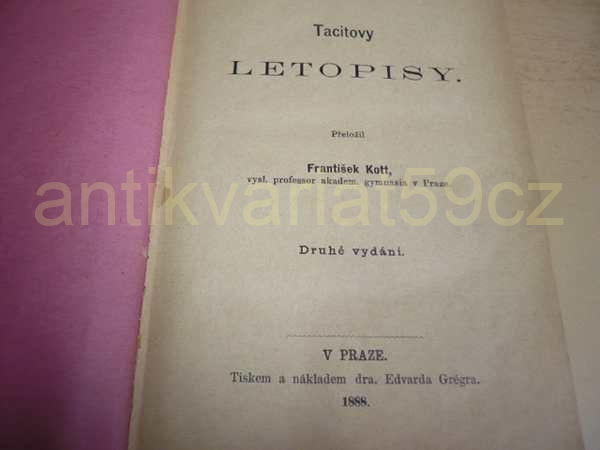 Tacitovy
LETOPISY.
Přeložil
František Kott,
vysl. professor akadem. gymnasia v Praze.
antikvariat59cz
Druhé vydání.
V PRAZE.
Tiskem a nákladem dra. Edvarda Grégra.
1888.